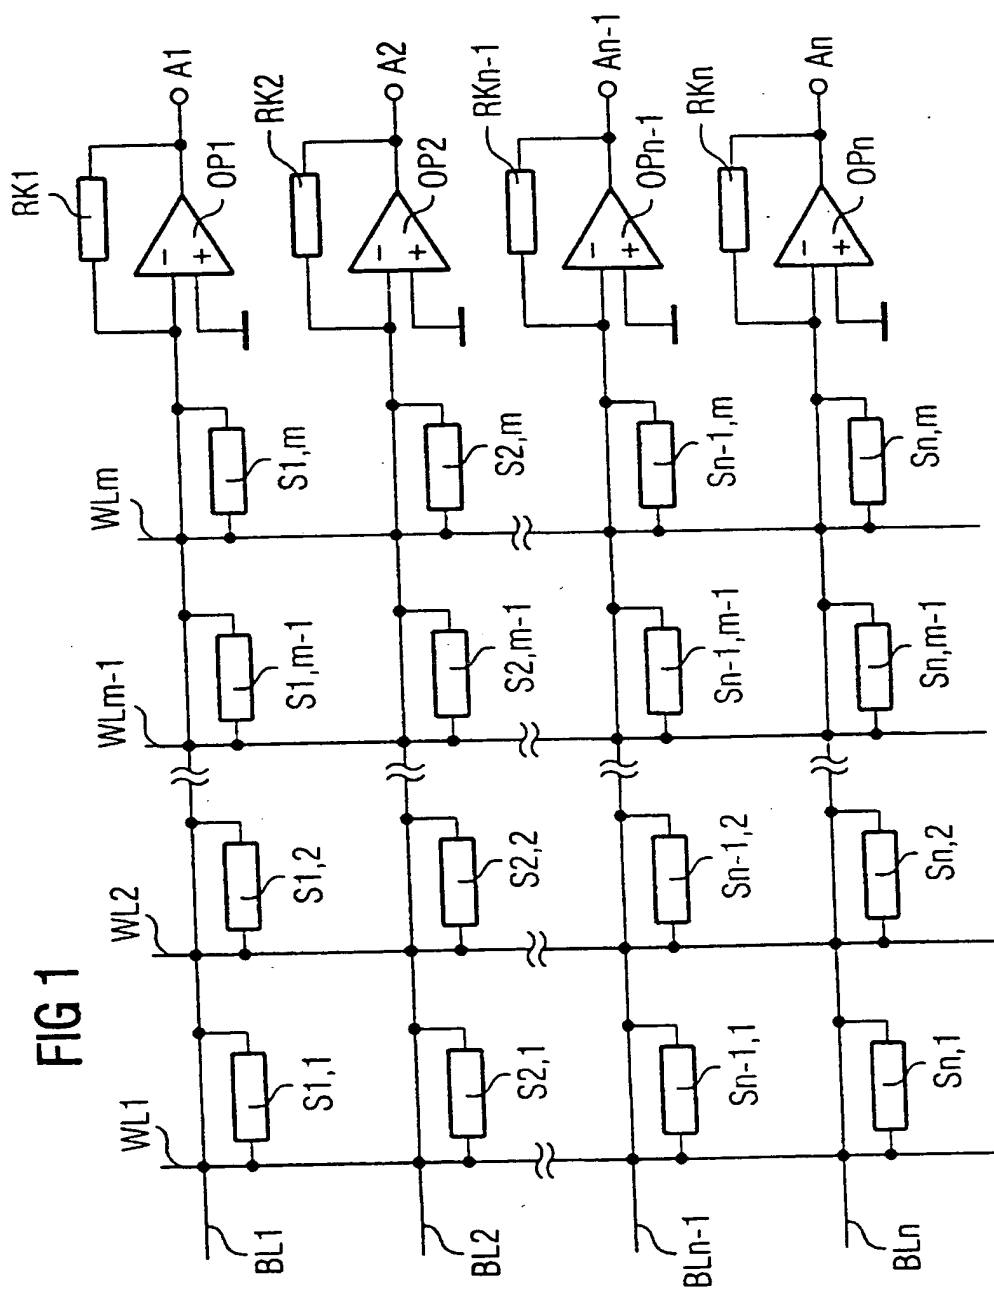 FIG 1
WL1
WL2
WLm-1
WLm
RK1
BL1
S1,1
S1,2
S1,m-1
S1,m
-
+
OP1
A1
RK2
BL2
S2,1
S2,2
S2,m-1
S2,m
-
+
OP2
A2
RKn-1
BLn-1
Sn-1,1
Sn-1,2
Sn-1,m-1
Sn-1,m
-
+
OPn-1
An-1
RKn
BLn
Sn,1
Sn,2
Sn,m-1
Sn,m
-
+
OPn
An